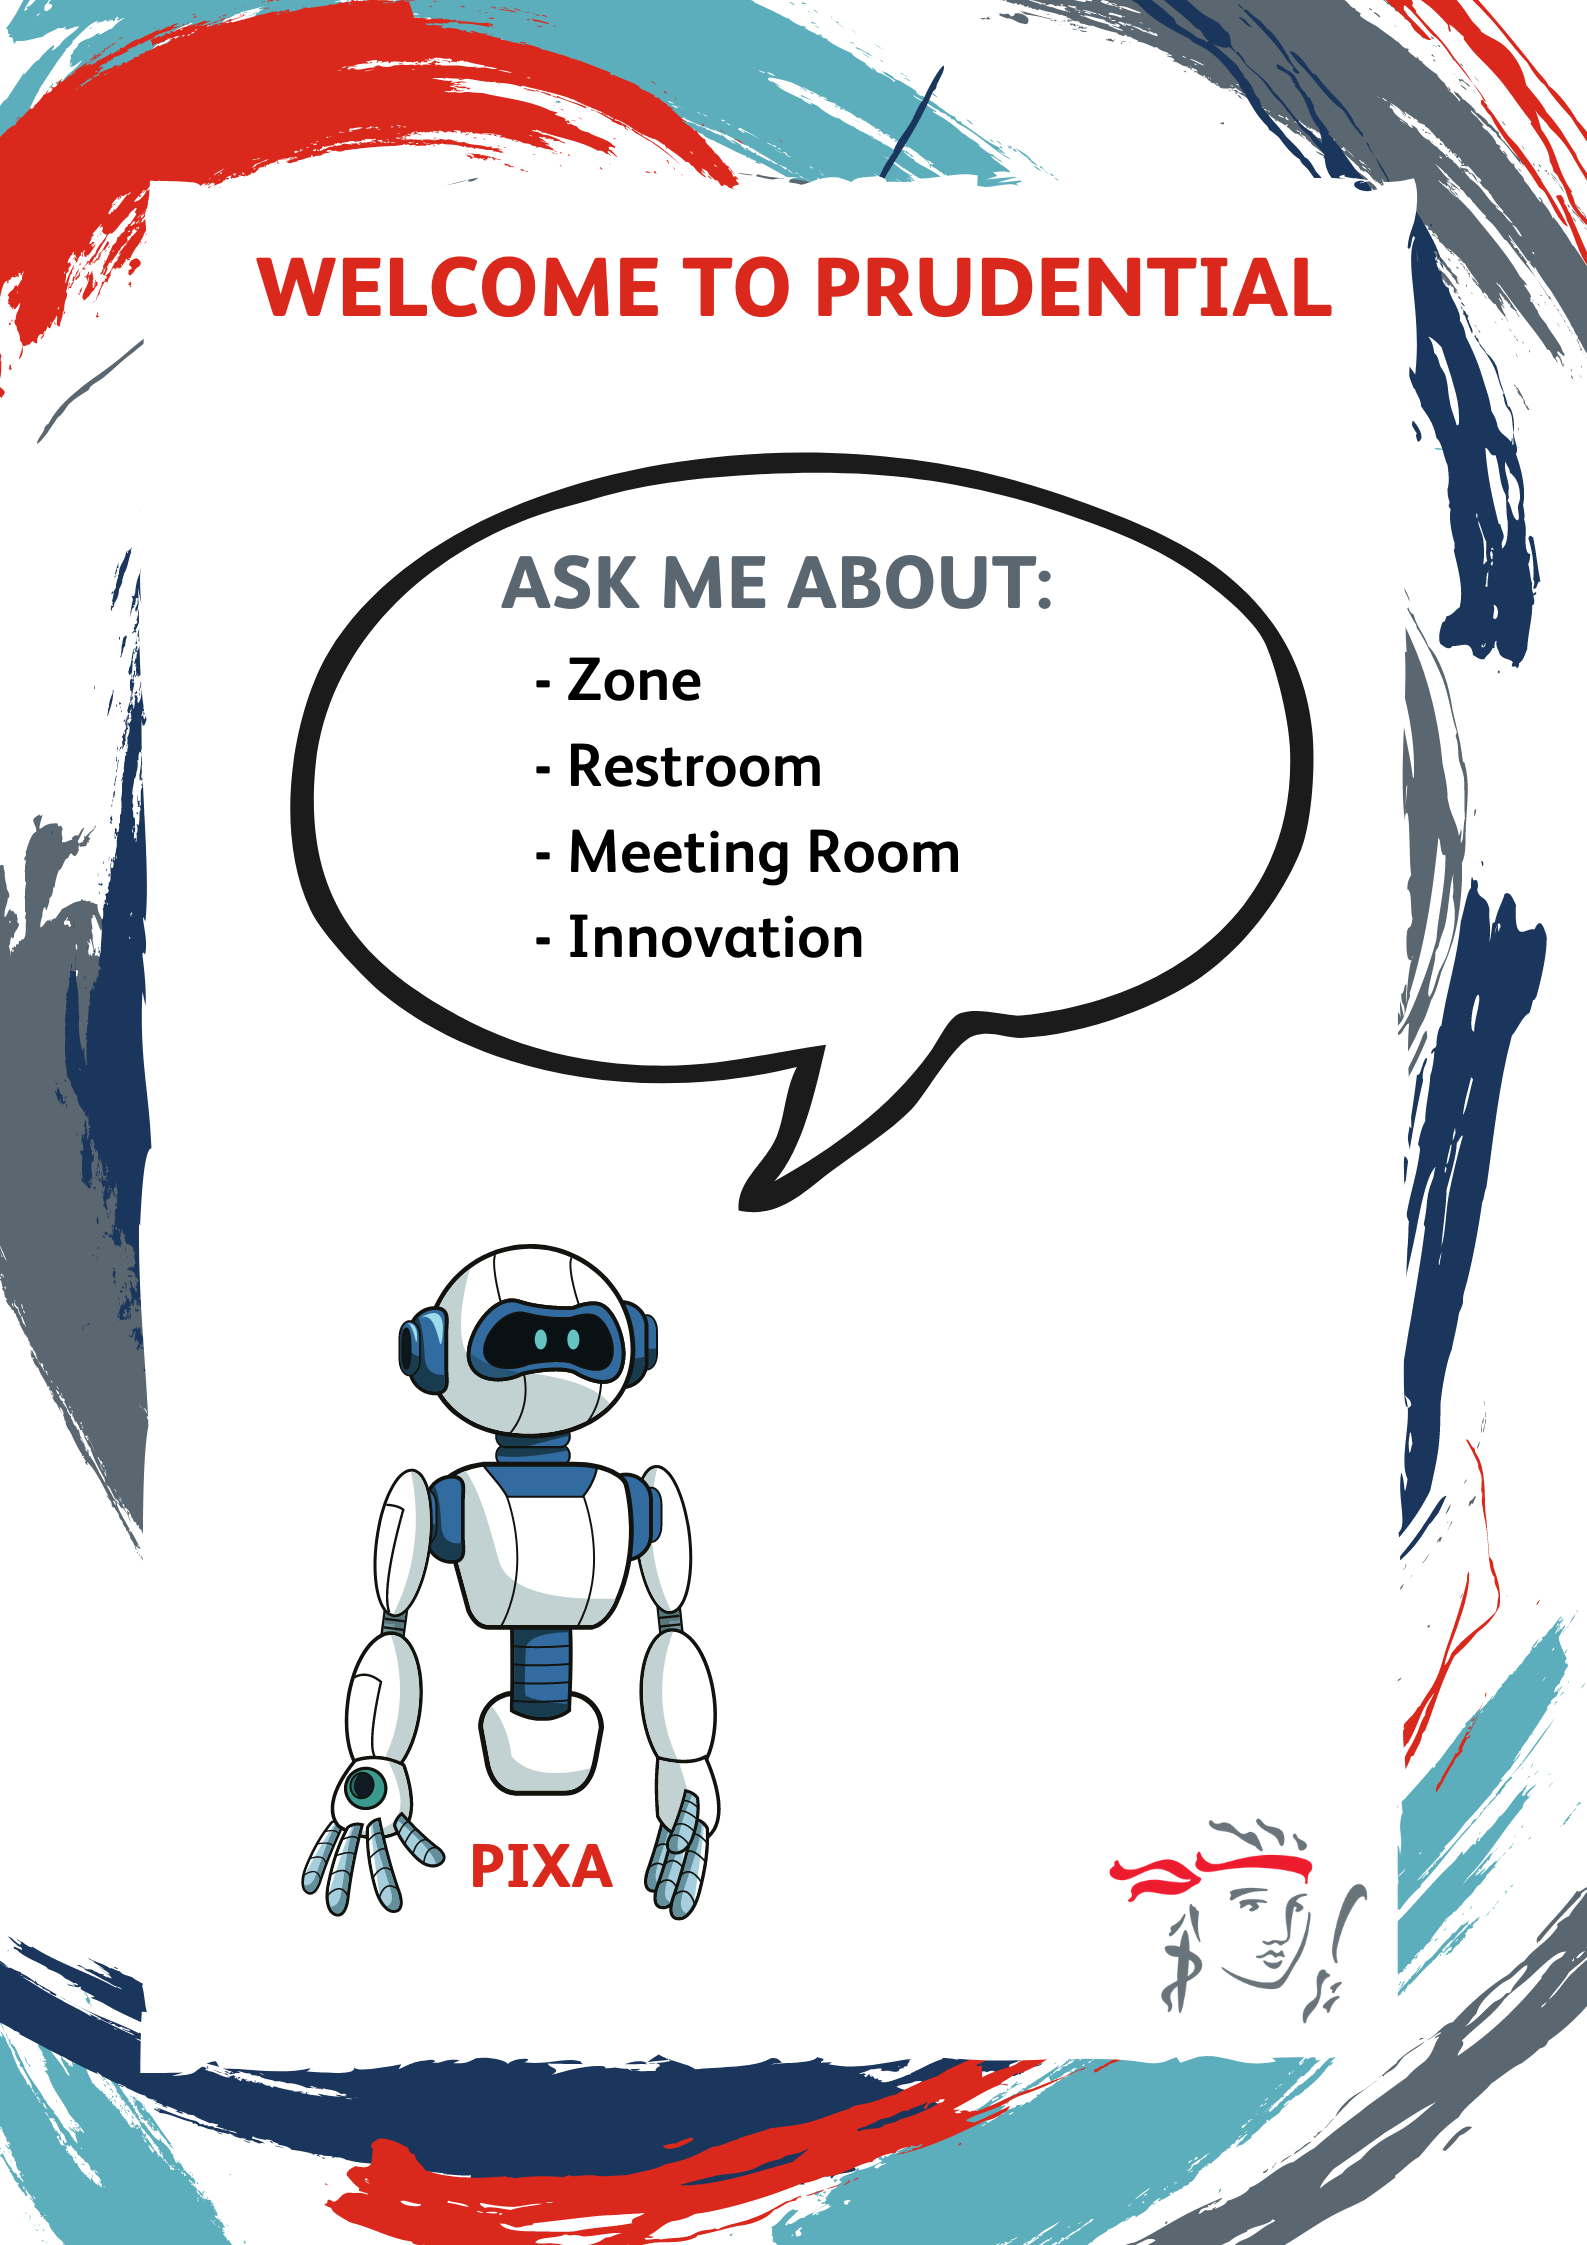 WELCOME TO PRUDENTIAL
ASK ME ABOUT:
- Zone
- Restroom
- Meeting Room
- Innovation
PIXA